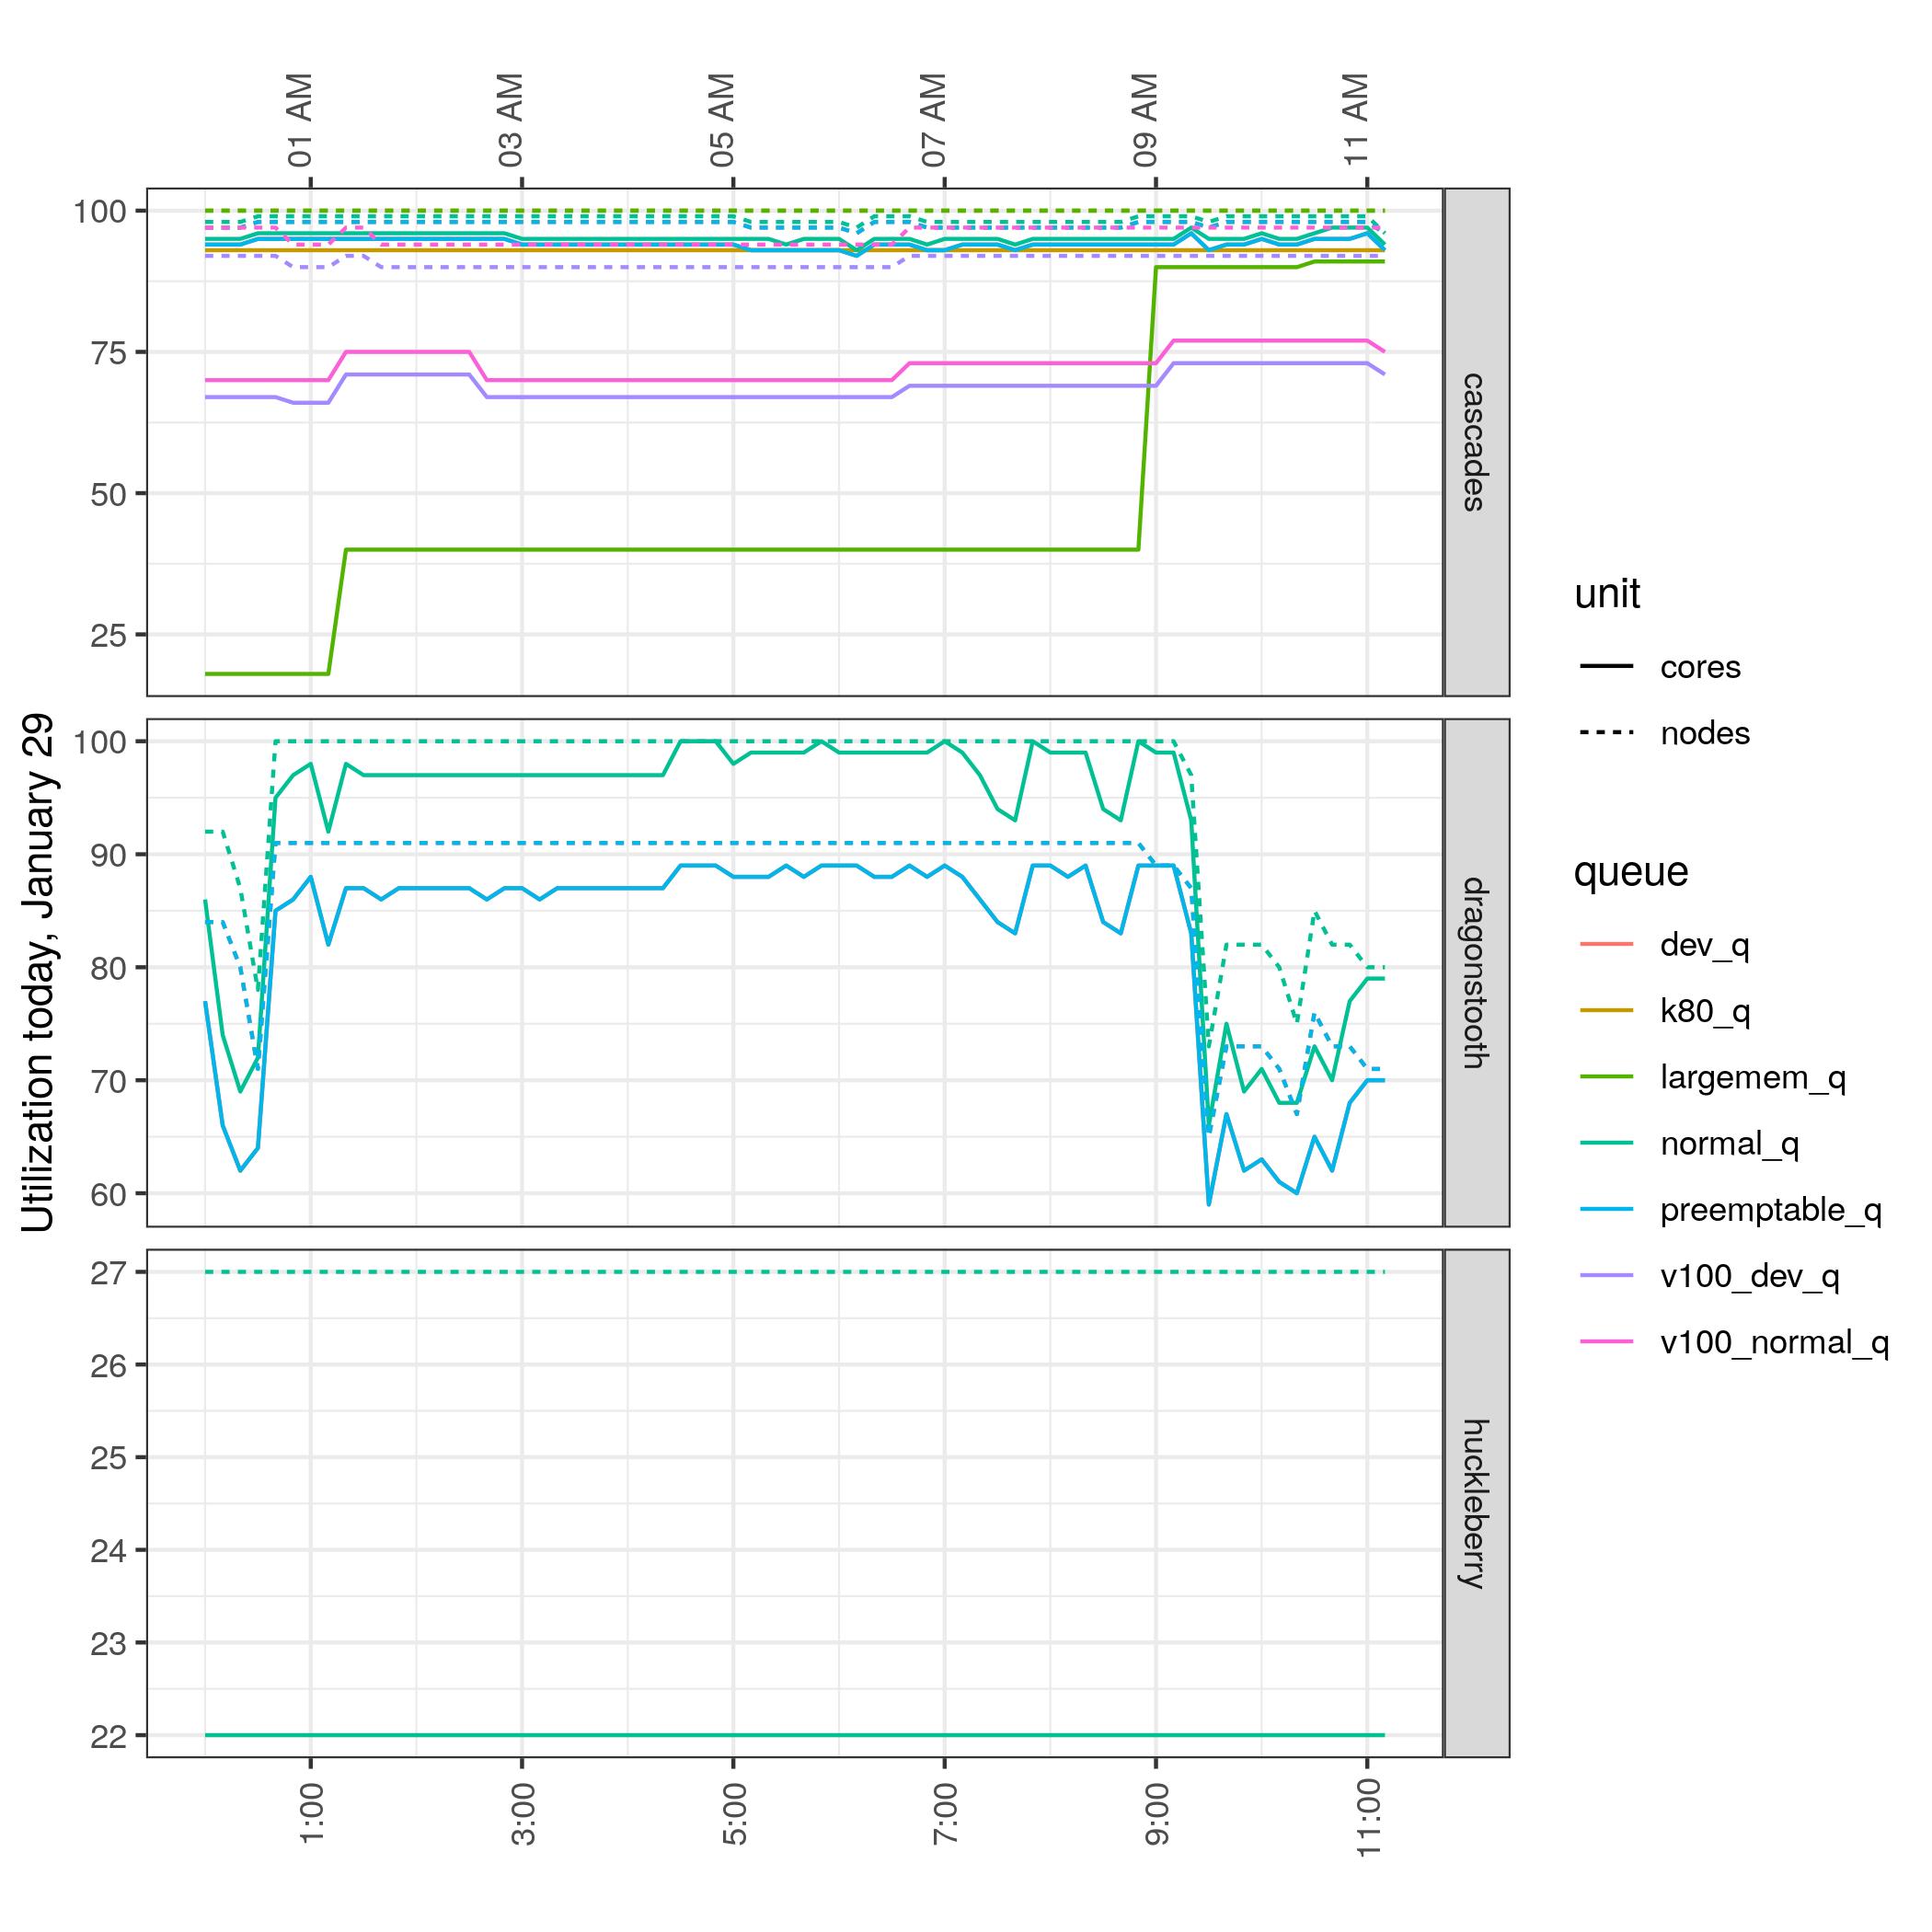 01 AM
03 AM
05 AM
07 AM
09 AM
11 AM
100
75
50
25
cascades
Utilization today, January 29
100
90
80
70
60
dragonstooth
27
26
25
24
23
22
huckleberry
1:00
3:00
5:00
7:00
9:00
11:00
unit
cores
nodes
queue
dev_q
k80_q
largemem_q
normal_q
preemptable_q
v100_dev_q
v100_normal_q